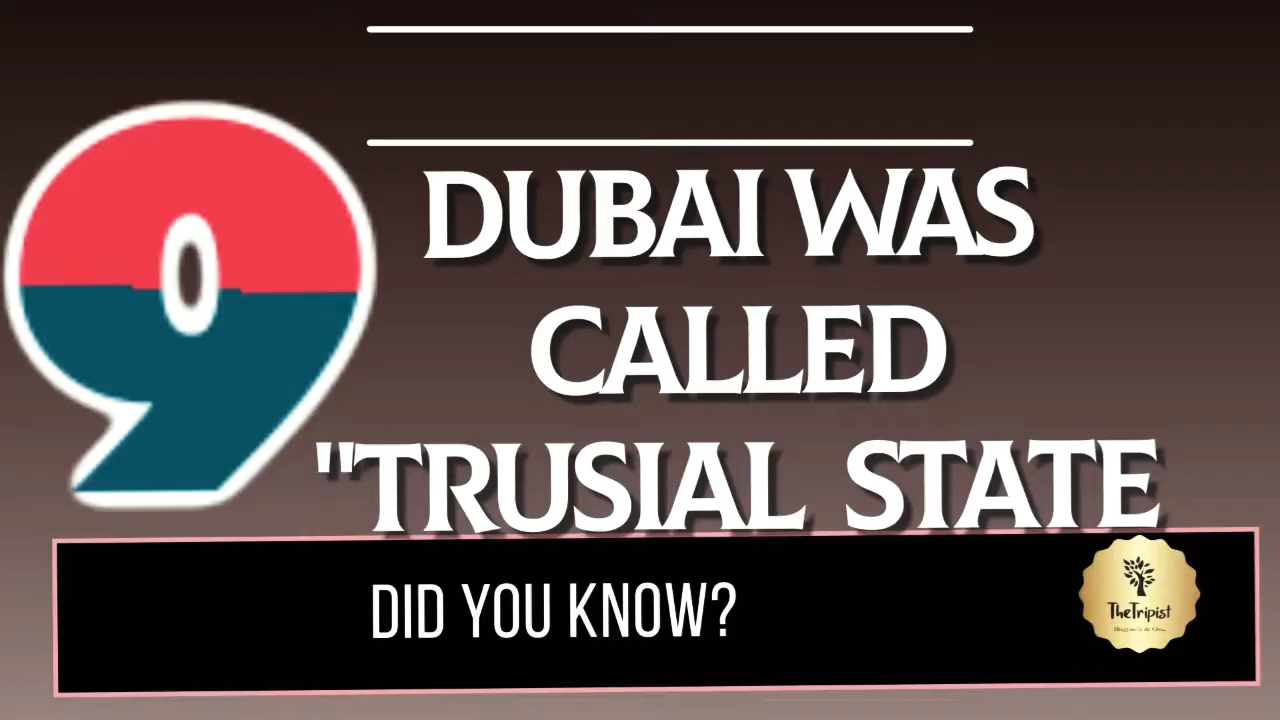 9
DUBAI WAS
CALLED
"TRUSIAL STATE
DID YOU KNOW?
TheTripist